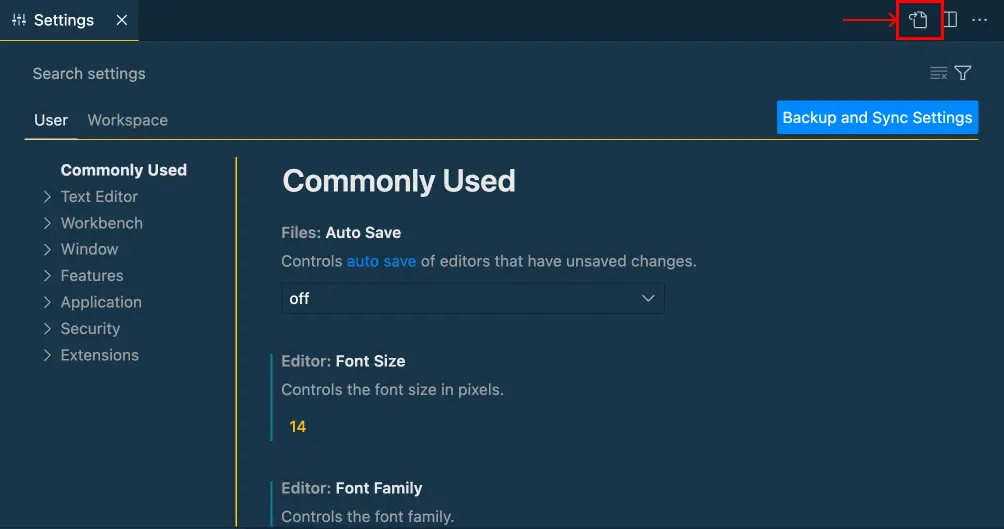 Settings
Search settings
User Workspace
Backup and Sync Settings
Commonly Used
Text Editor
Workbench
Window
Features
Application
Security
Extensions
Commonly Used
Files: Auto Save
Controls auto save of editors that have unsaved changes.
off
Editor: Font Size
Controls the font size in pixels.
14
Editor: Font Family
Controls the font family.